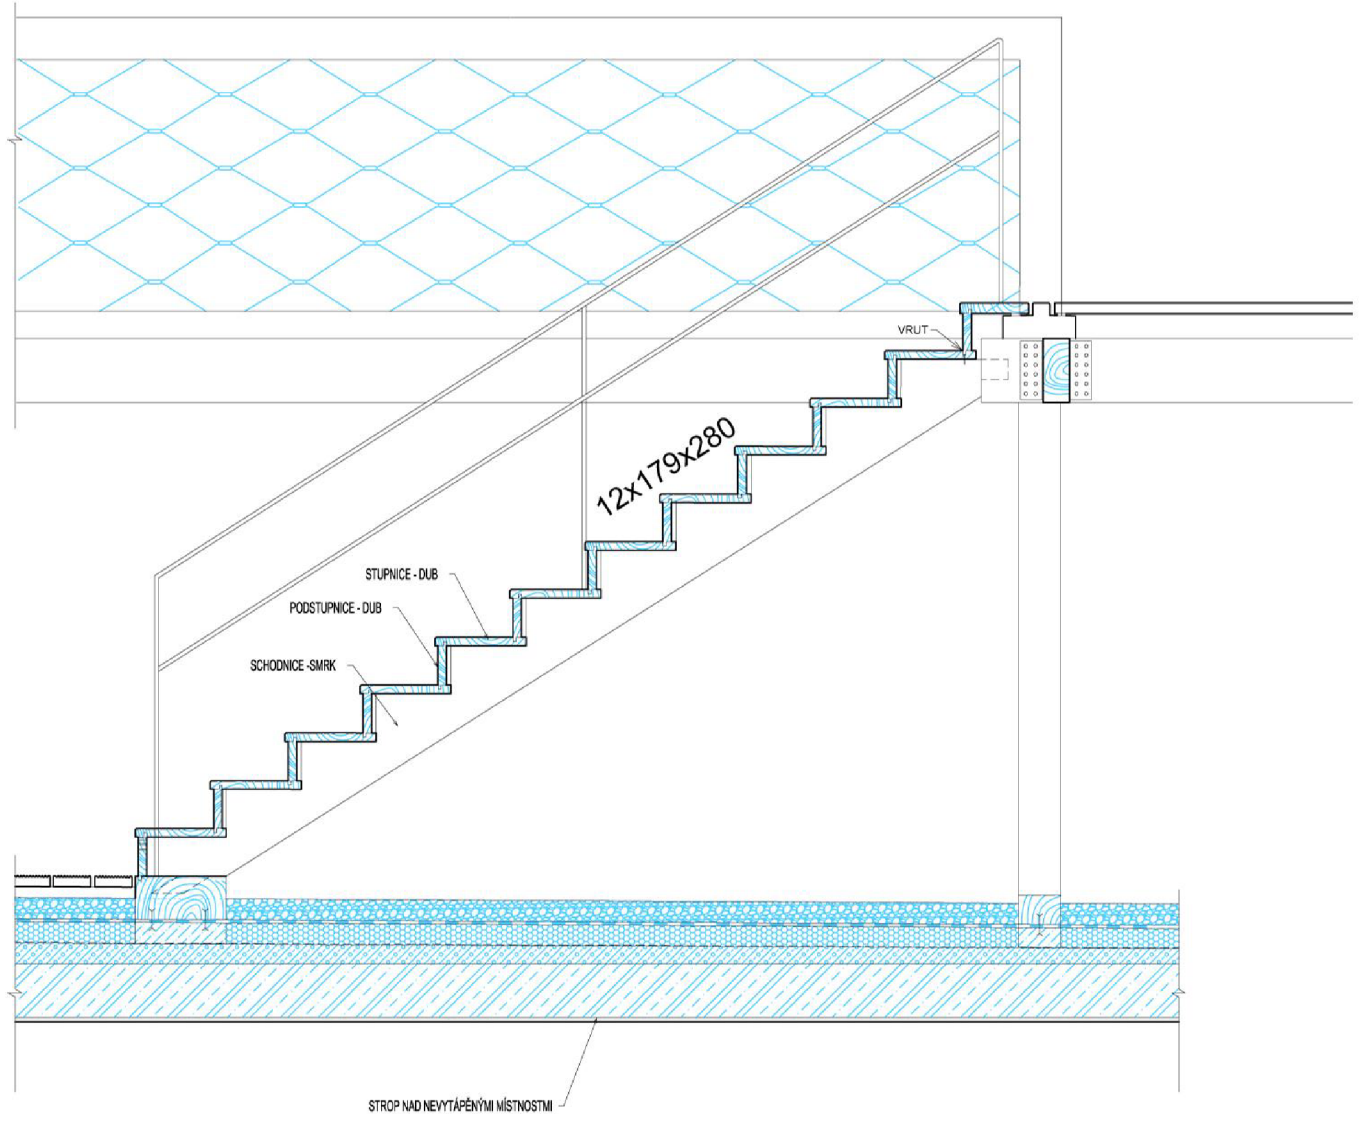 VRUT
12x179x280
STUPNICE - DUB
PODSTUPNICE - DUB
SCHODNICE -SMRK
STROP NAD NEVYTÁPĚNÝMI MÍSTNOSTMI